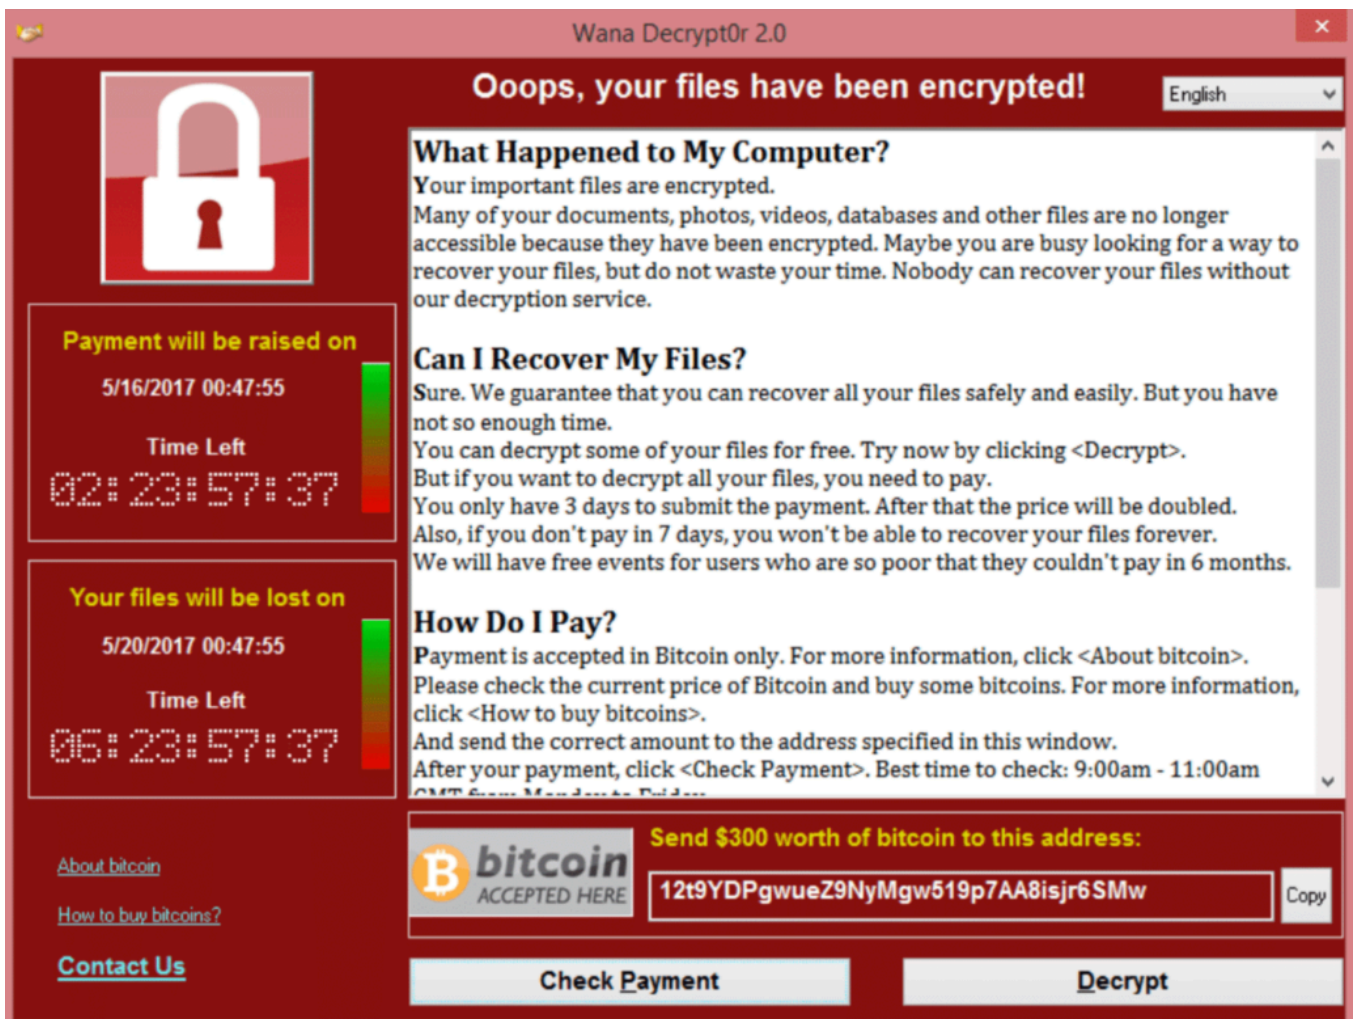 Wana Decrypt0r 2.0
Ooops, your files have been encrypted!
English
What Happened to My Computer?
Your important files are encrypted.
Many of your documents, photos, videos, databases and other files are no longer
accessible because they have been encrypted. Maybe you are busy looking for a way to
recover your files, but do not waste your time. Nobody can recover your files without
our decryption service.
Can I Recover My Files?
Sure. We guarantee that you can recover all your files safely and easily. But you have
not so enough time.
You can decrypt some of your files for free. Try now by clicking <Decrypt>.
But if you want to decrypt all your files, you need to pay.
You only have 3 days to submit the payment. After that the price will be doubled.
Also, if you don't pay in 7 days, you won't be able to recover your files forever.
We will have free events for users who are so poor that they couldn't pay in 6 months.
How Do I Pay?
Payment is accepted in Bitcoin only. For more information, click <About bitcoin>.
Please check the current price of Bitcoin and buy some bitcoins. For more information,
click <How to buy bitcoins>.
And send the correct amount to the address specified in this window.
After your payment, click <Check Payment>. Best time to check: 9:00am - 11:00am
GMT from Monday to Friday.
Payment will be raised on
5/16/2017 00:47:55
Time Left
02:23:57:37
Your files will be lost on
5/20/2017 00:47:55
Time Left
06:23:57:37
About bitcoin
How to buy bitcoins?
Contact Us
bitcoin
ACCEPTED HERE
Send $300 worth of bitcoin to this address:
12t9YDPgwueZ9NyMgw519p7AA8isjr6SMw
Copy
Check Payment
Decrypt